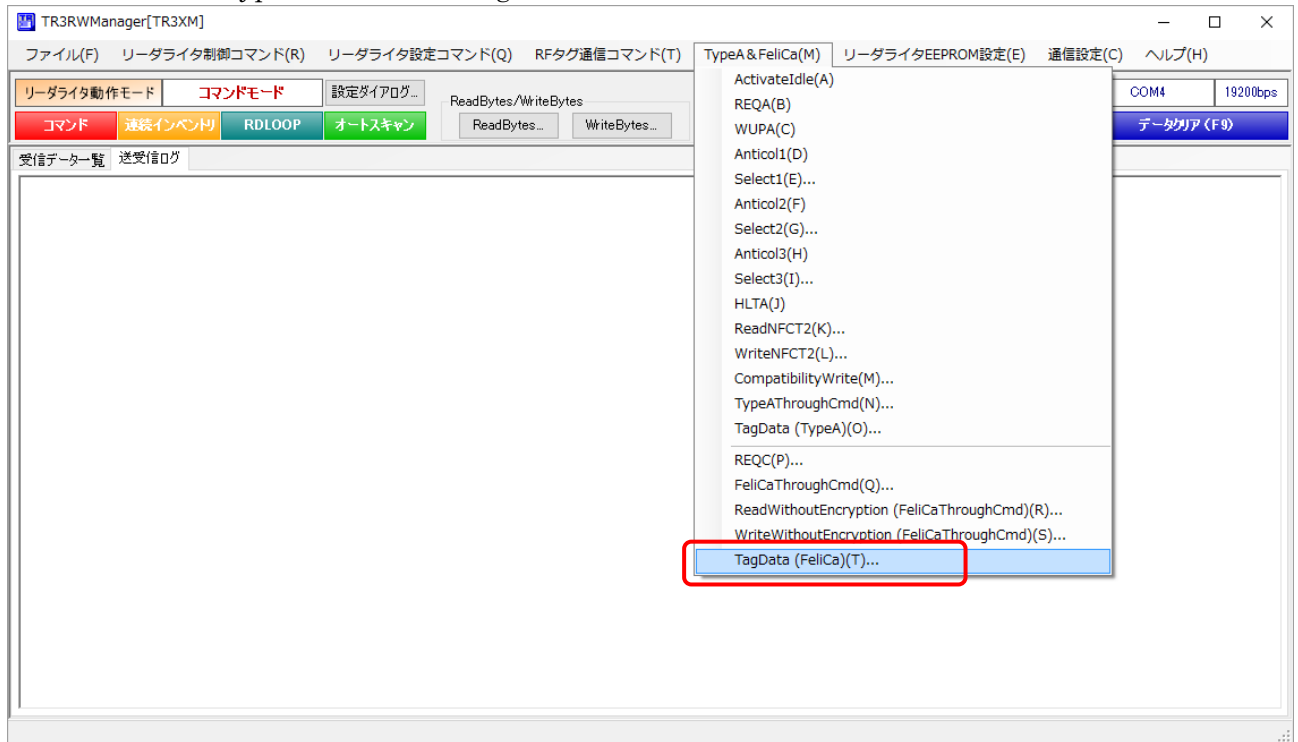 TR3RWManager[TR3XM]
ファイル(F) リーダライタ制御コマンド(R) リーダライタ設定コマンド(Q) RFタグ通信コマンド(T) TypeA&FeliCa(M) リーダライタEEPROM設定(E) 通信設定(C) ヘルプ(H)
リーダライタ動作モード コマンドモード 設定ダイアログ... ReadBytes/WriteBytes COM4 19200bps
コマンド 連続インベントリ RDLOOP オートスキャン ReadBytes... WriteBytes... データクリア(F9)
受信データ一覧 送受信ログ
ActivateIdle(A)
REQA(B)
WUPA(C)
Anticol1(D)
Select1(E)...
Anticol2(F)
Select2(G)...
Anticol3(H)
Select3(I)...
HLTA(J)
ReadNFCT2(K)...
WriteNFCT2(L)...
CompatibilityWrite(M)...
TypeAThroughCmd(N)...
TagData (TypeA)(O)...
REQC(P)...
FeliCaThroughCmd(Q)...
ReadWithoutEncryption (FeliCaThroughCmd)(R)...
WriteWithoutEncryption (FeliCaThroughCmd)(S)...
TagData (FeliCa)(T)...